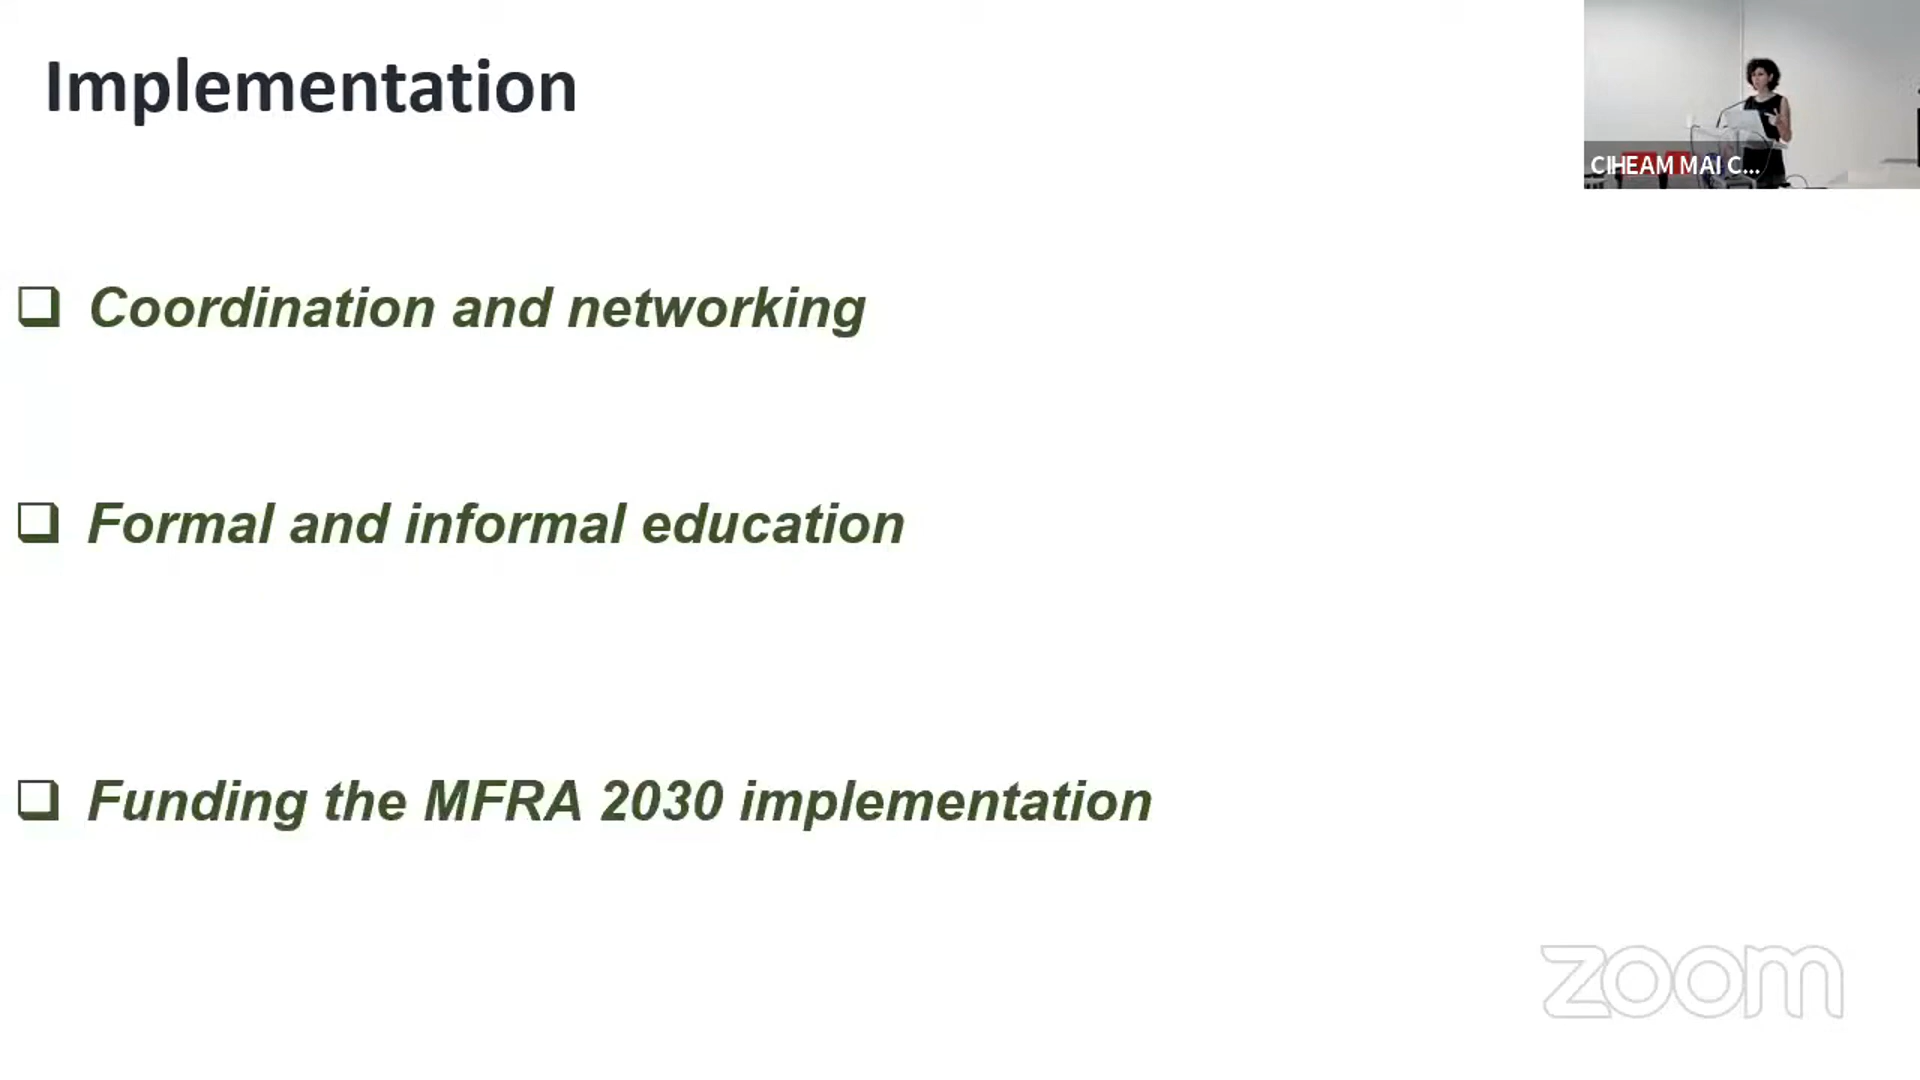 Implementation
CIHEAM MAI C...
Coordination and networking
Formal and informal education
Funding the MFRA 2030 implementation
zoom